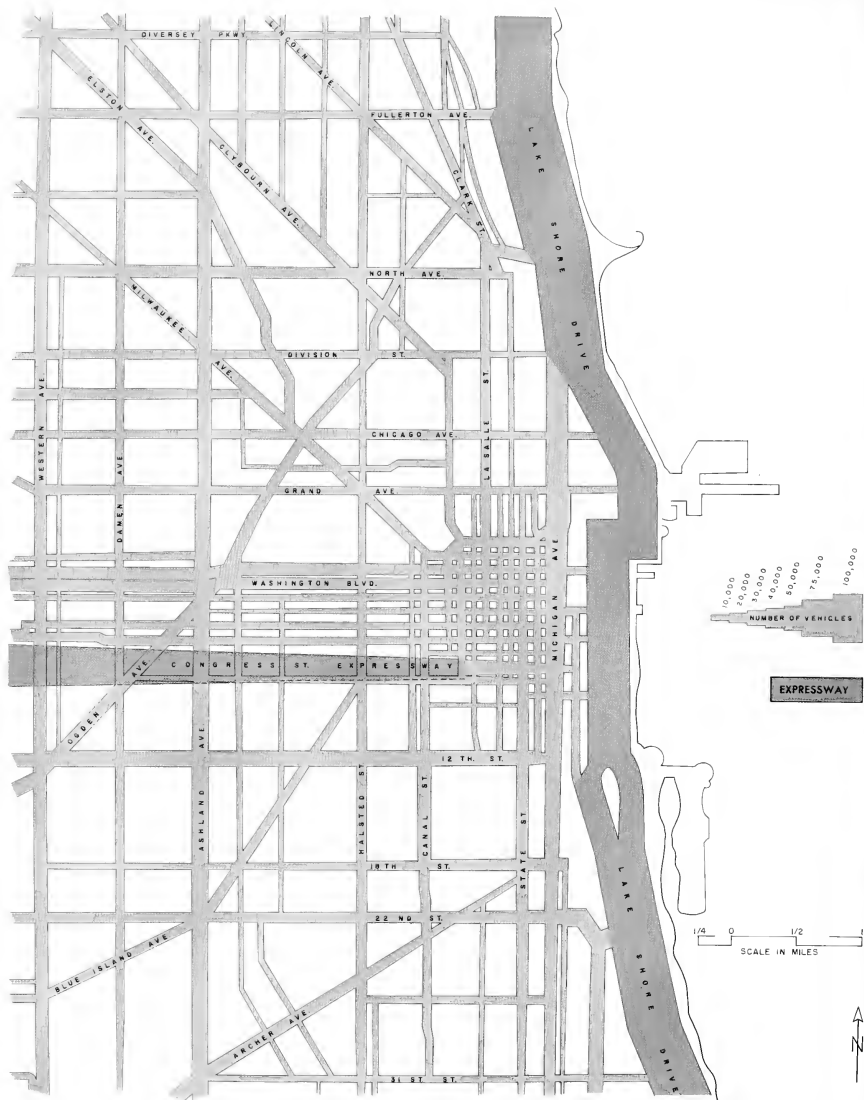 DIVERSEY PKWY.
LINCOLN AVE.
ELSTON AVE.
FULLERTON AVE.
CLYBOURN AVE.
CLARK ST.
LAKE SHORE DRIVE
NORTH AVE.
MILWAUKEE AVE.
DIVISION ST.
WESTERN AVE.
CHICAGO AVE.
LA SALLE ST.
DAMEN AVE.
GRAND AVE.
MICHIGAN AVE
WASHINGTON BLVD.
10,000
20,000
30,000
40,000
50,000
75,000
100,000
NUMBER OF VEHICLES
CONGRESS ST. EXPRESSWAY
EXPRESSWAY
OGDEN AVE.
12 TH. ST.
ASHLAND AVE
HALSTED ST.
CANAL ST.
STATE ST
18 TH ST.
LAKE SHORE DRIVE
22 ND ST.
1/4 0 1/2 1
SCALE IN MILES
BLUE ISLAND AVE.
ARCHER AVE.
N
31 ST ST.